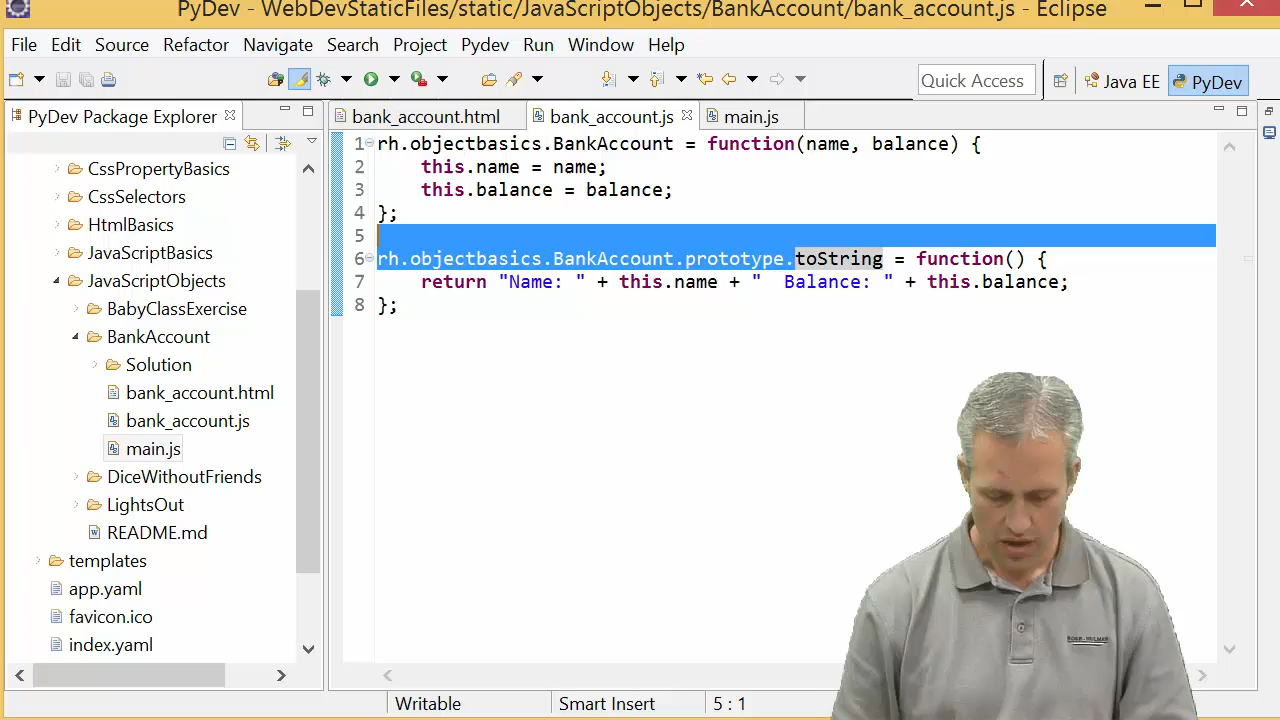 PyDev - WebDevStaticFiles/static/JavaScriptObjects/BankAccount/bank_account.js - Eclipse
File Edit Source Refactor Navigate Search Project Pydev Run Window Help
Quick Access
Java EE
PyDev
PyDev Package Explorer
CssPropertyBasics
CssSelectors
HtmlBasics
JavaScriptBasics
JavaScriptObjects
BabyClassExercise
BankAccount
Solution
bank_account.html
bank_account.js
main.js
DiceWithoutFriends
LightsOut
README.md
templates
app.yaml
favicon.ico
index.yaml
bank_account.html bank_account.js main.js
1 rh.objectbasics.BankAccount = function(name, balance) {
2 this.name = name;
3 this.balance = balance;
4 };
5
6 rh.objectbasics.BankAccount.prototype.toString = function() {
7 return "Name: " + this.name + "  Balance: " + this.balance;
8 };
ROSE-HULMAN
Writable Smart Insert 5 : 1